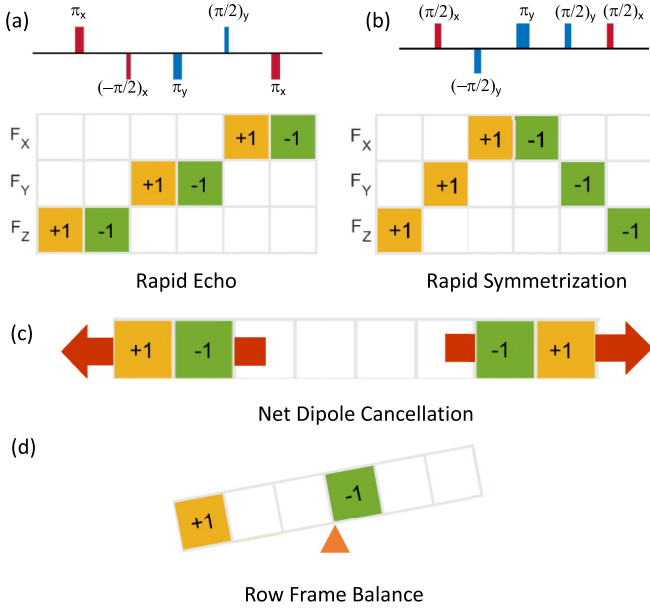 (a)
πx
(π/2)y
(−π/2)x
πy
πx
FX
+1
-1
FY
+1
-1
FZ
+1
-1
Rapid Echo
(b)
(π/2)x
πy
(π/2)y
(π/2)x
(−π/2)y
FX
+1
-1
FY
+1
-1
FZ
+1
-1
Rapid Symmetrization
(c)
+1
-1
-1
+1
Net Dipole Cancellation
(d)
+1
-1
Row Frame Balance